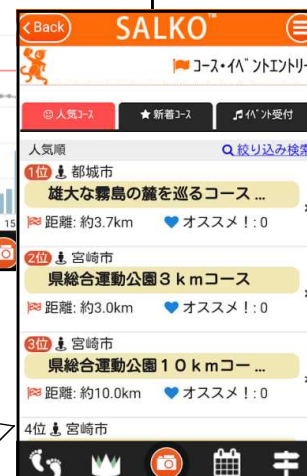 <Back
SALKO™
コース・イベントエントリー
人気コース
★新着コース
イベント受付
人気順
絞り込み検索
1位 都城市
雄大な霧島の麓を巡るコース ...
距離: 約3.7km オススメ!: 0
2位 宮崎市
県総合運動公園3kmコース
距離: 約3.0km オススメ!: 0
3位 宮崎市
県総合運動公園10kmコー ...
距離: 約10.0km オススメ!: 0
4位 宮崎市
15